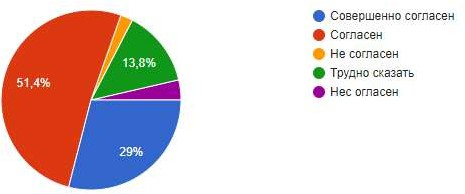 Совершенно согласен
Согласен
Не согласен
Трудно сказать
Нес огласен
51,4%
13,8%
29%